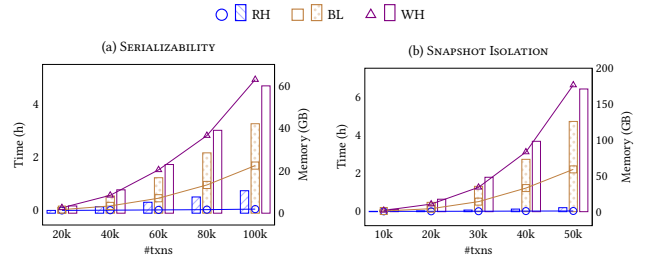 RH BL WH
(a) Serializability
(b) Snapshot Isolation
Time (h)
4
2
0
60
40
20
0
Memory (GB)
20k 40k 60k 80k 100k
#txns
Time (h)
6
4
2
0
200
150
100
50
0
Memory (GB)
10k 20k 30k 40k 50k
#txns